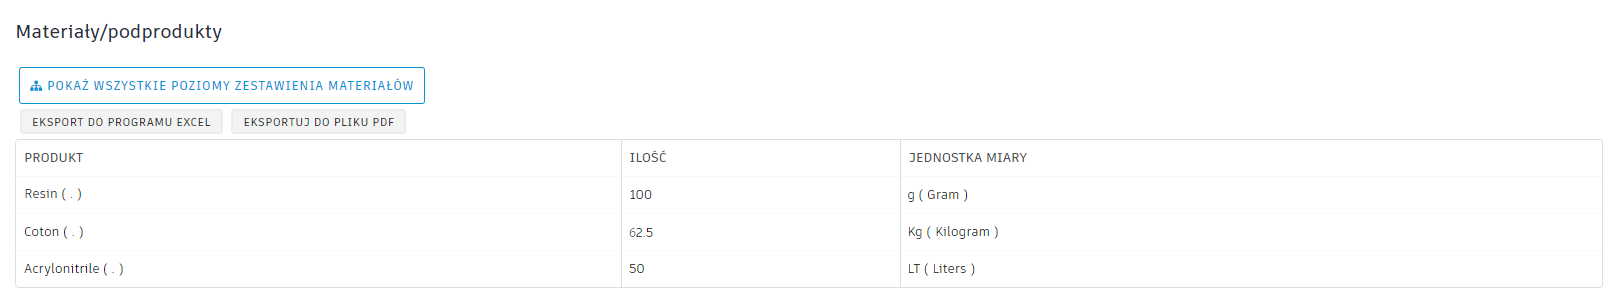 Materiały/podprodukty
POKAŻ WSZYSTKIE POZIOMY ZESTAWIENIA MATERIAŁÓW
EKSPORT DO PROGRAMU EXCEL EKSPORTUJ DO PLIKU PDF
PRODUKT ILOŚĆ JEDNOSTKA MIARY
Resin ( . ) 100 g ( Gram )
Coton ( . ) 62.5 Kg ( Kilogram )
Acrylonitrile ( . ) 50 LT ( Liters )